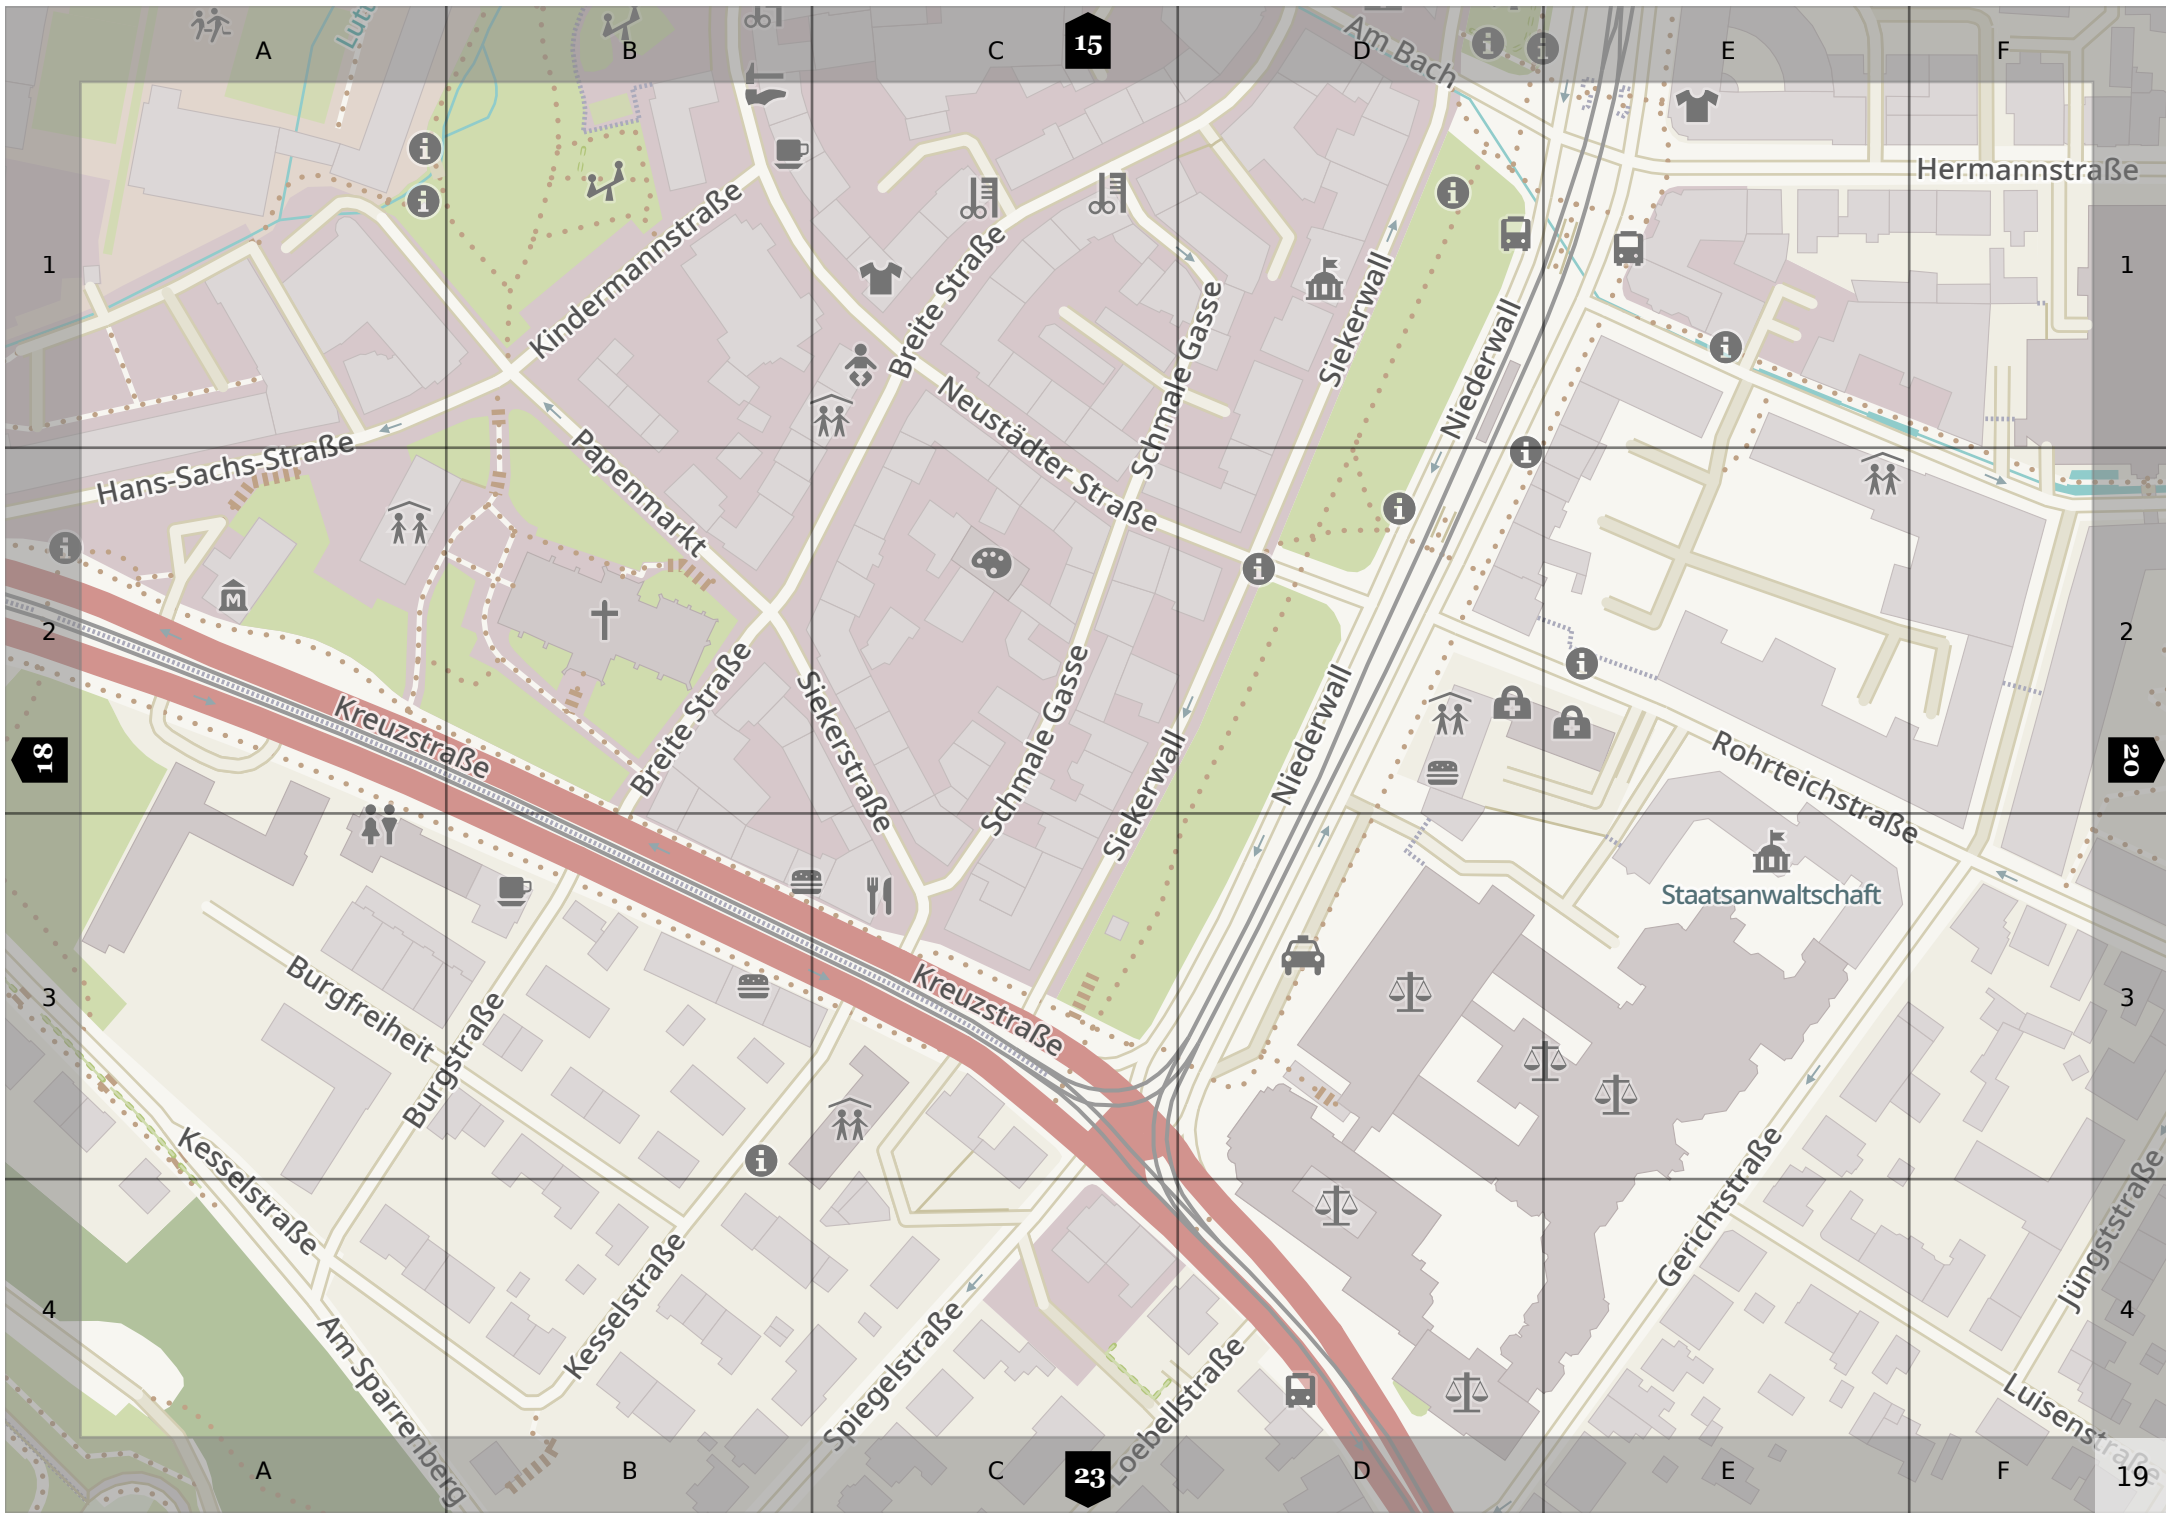 A
B
C
15
D
E
F
Lutt
Am Bach
Hermannstraße
1
1
Kindermannstraße
Breite Straße
Schmale Gasse
Siekerwall
Niederwall
Neustädter Straße
Hans-Sachs-Straße
Papenmarkt
M
2
2
Kreuzstraße
Breite Straße
Siekerstraße
Schmale Gasse
Siekerwall
Niederwall
Rohrteichstraße
18
20
Staatsanwaltschaft
3
3
Burgfreiheit
Burgstraße
Kreuzstraße
Kesselstraße
Gerichtstraße
Jüngststraße
4
4
Kesselstraße
Am Sparrenberg
Spiegelstraße
Loebellstraße
Luisenstraße
A
B
C
23
D
E
F
19